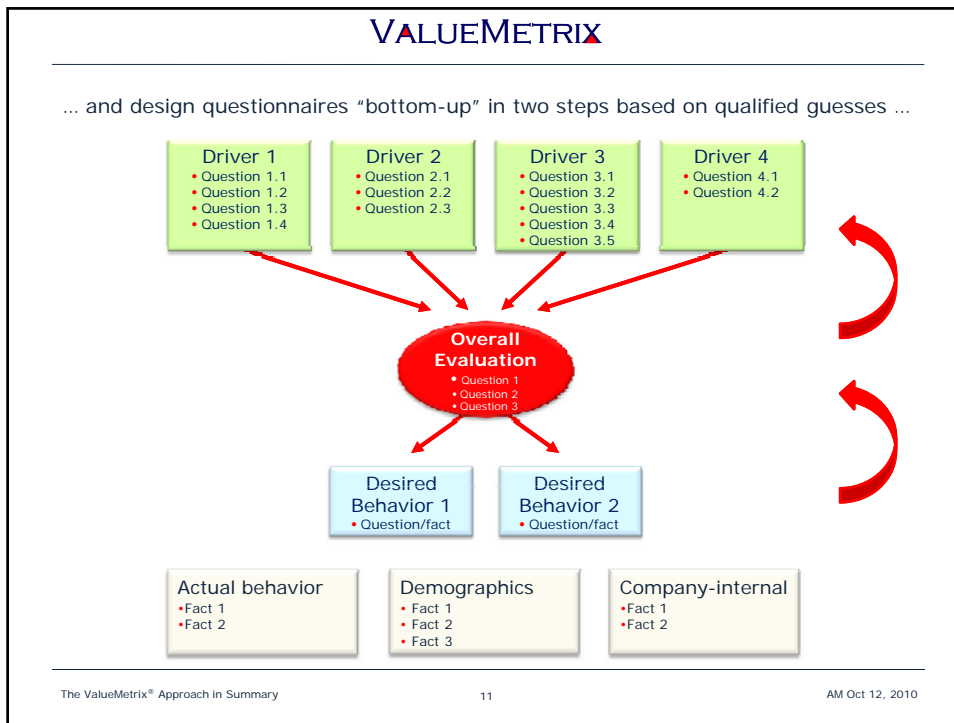 VALUEMETRIX
... and design questionnaires “bottom-up” in two steps based on qualified guesses ...
Driver 1
• Question 1.1
• Question 1.2
• Question 1.3
• Question 1.4
Driver 2
• Question 2.1
• Question 2.2
• Question 2.3
Driver 3
• Question 3.1
• Question 3.2
• Question 3.3
• Question 3.4
• Question 3.5
Driver 4
• Question 4.1
• Question 4.2
Overall
Evaluation
• Question 1
• Question 2
• Question 3
Desired
Behavior 1
• Question/fact
Desired
Behavior 2
• Question/fact
Actual behavior
•Fact 1
•Fact 2
Demographics
• Fact 1
• Fact 2
• Fact 3
Company-internal
•Fact 1
•Fact 2
The ValueMetrix® Approach in Summary
11
AM Oct 12, 2010